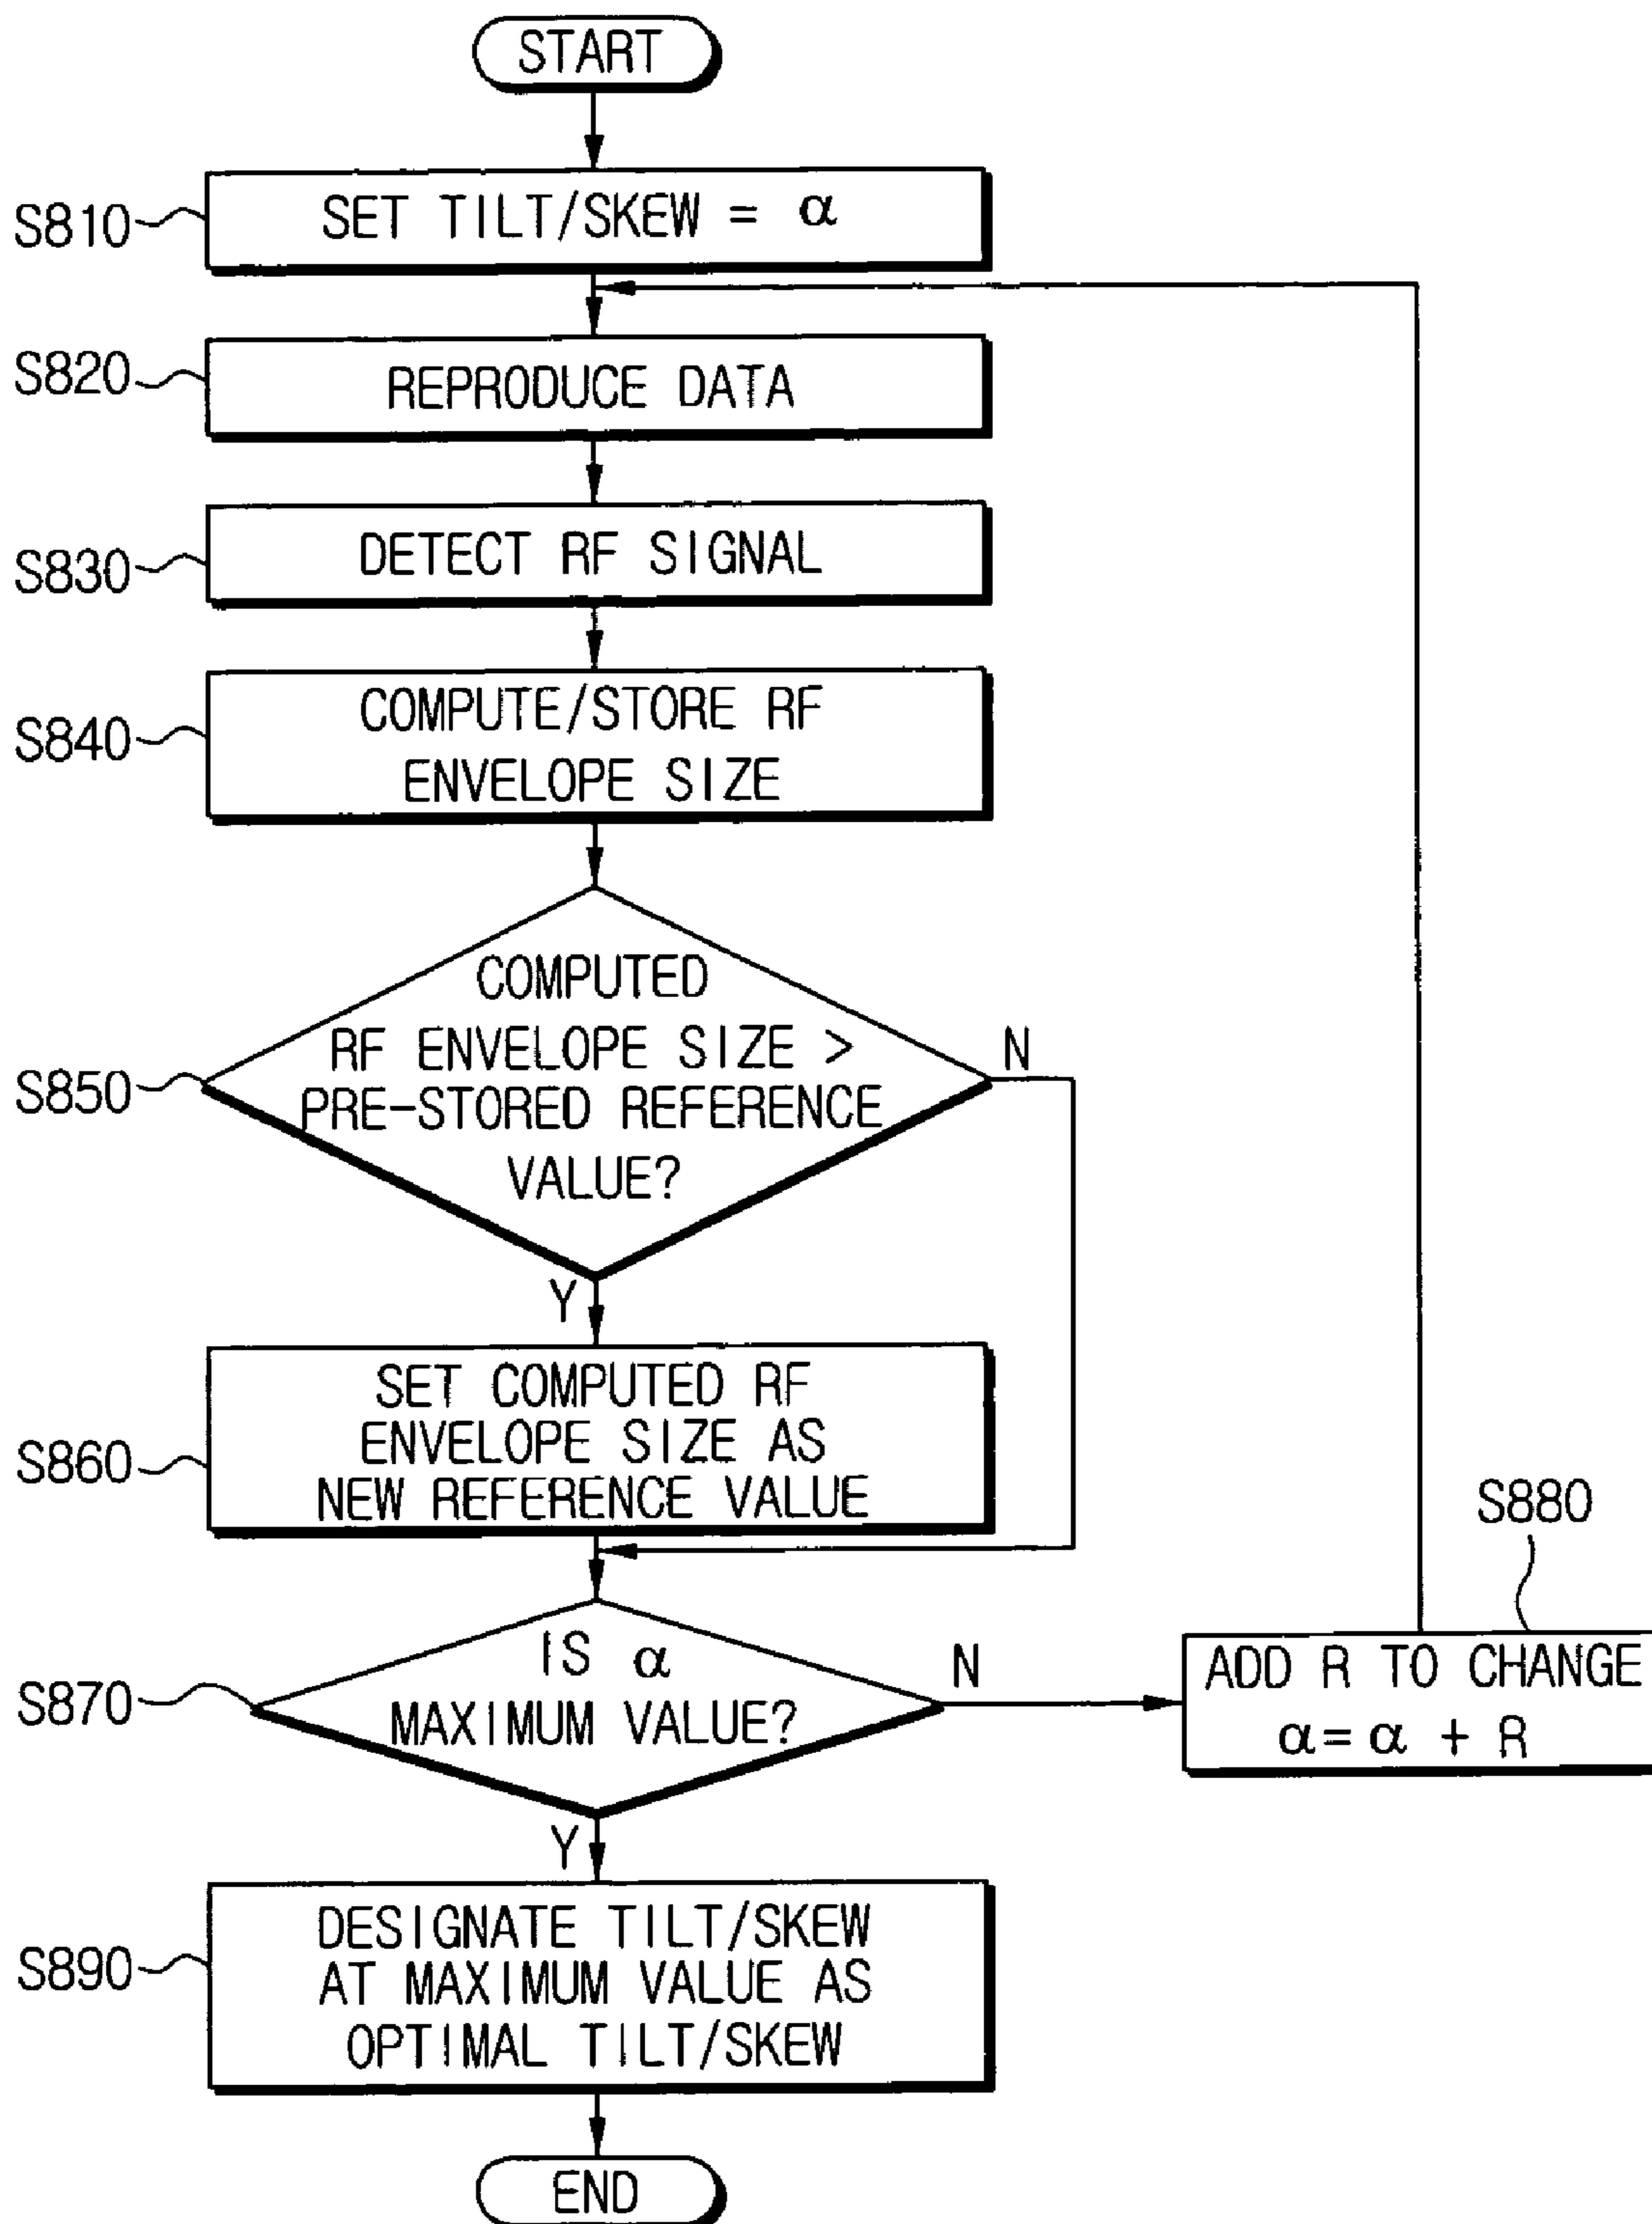 START
S810
SET TILT/SKEW = α
S820
REPRODUCE DATA
S830
DETECT RF SIGNAL
S840
COMPUTE/STORE RF
ENVELOPE SIZE
S850
COMPUTED
RF ENVELOPE SIZE >
PRE-STORED REFERENCE
VALUE?
N
Y
S860
SET COMPUTED RF
ENVELOPE SIZE AS
NEW REFERENCE VALUE
S870
IS α
MAXIMUM VALUE?
N
S880
ADD R TO CHANGE
α= α + R
Y
S890
DESIGNATE TILT/SKEW
AT MAXIMUM VALUE AS
OPTIMAL TILT/SKEW
END